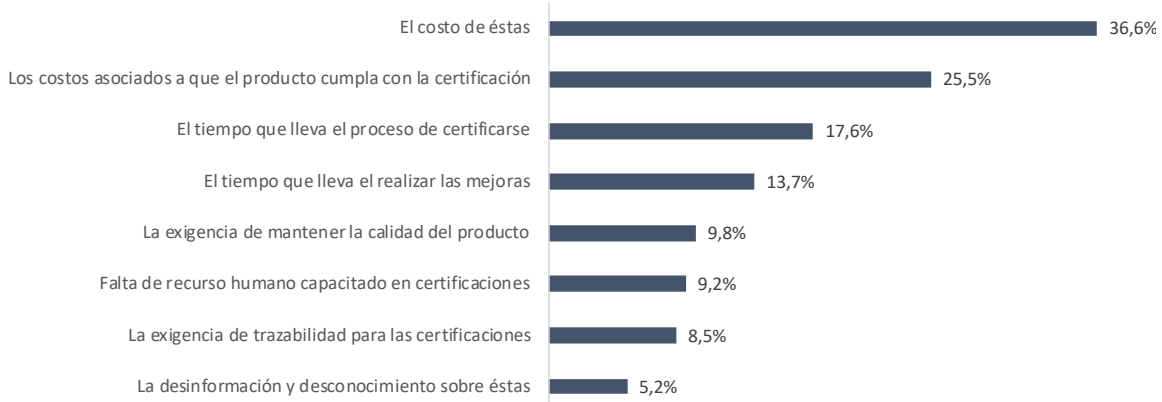 El costo de éstas 36,6%
Los costos asociados a que el producto cumpla con la certificación 25,5%
El tiempo que lleva el proceso de certificarse 17,6%
El tiempo que lleva el realizar las mejoras 13,7%
La exigencia de mantener la calidad del producto 9,8%
Falta de recurso humano capacitado en certificaciones 9,2%
La exigencia de trazabilidad para las certificaciones 8,5%
La desinformación y desconocimiento sobre éstas 5,2%